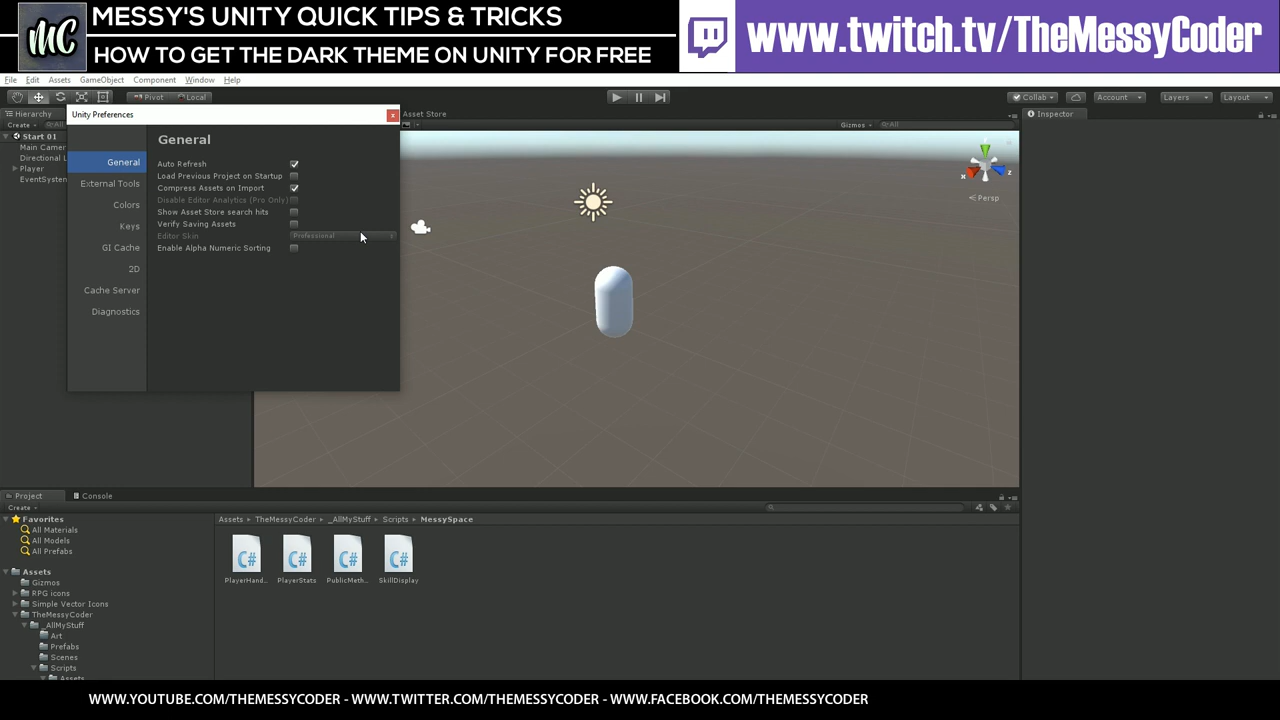 MC
MESSY'S UNITY QUICK TIPS & TRICKS
HOW TO GET THE DARK THEME ON UNITY FOR FREE
www.twitch.tv/TheMessyCoder
File Edit Assets GameObject Component Window Help
Pivot Local
Collab Account Layers Layout
Hierarchy
Unity Preferences
Asset Store
Inspector
Create
Gizmos
All
Start 01
Main Camer
Directional L
Player
EventSystem
General
External Tools
Colors
Keys
GI Cache
2D
Cache Server
Diagnostics
General
Auto Refresh
Load Previous Project on Startup
Compress Assets on Import
Disable Editor Analytics (Pro Only)
Show Asset Store search hits
Verify Saving Assets
Editor Skin Professional
Enable Alpha Numeric Sorting
x z
Persp
Project Console
Create
Favorites
All Materials
All Models
All Prefabs
Assets
Gizmos
RPG icons
Simple Vector Icons
TheMessyCoder
_AllMyStuff
Art
Prefabs
Scenes
Scripts
Assets
Assets TheMessyCoder _AllMyStuff Scripts MessySpace
C# C# C# C#
PlayerHand... PlayerStats PublicMeth... SkillDisplay
WWW.YOUTUBE.COM/THEMESSYCODER - WWW.TWITTER.COM/THEMESSYCODER - WWW.FACEBOOK.COM/THEMESSYCODER